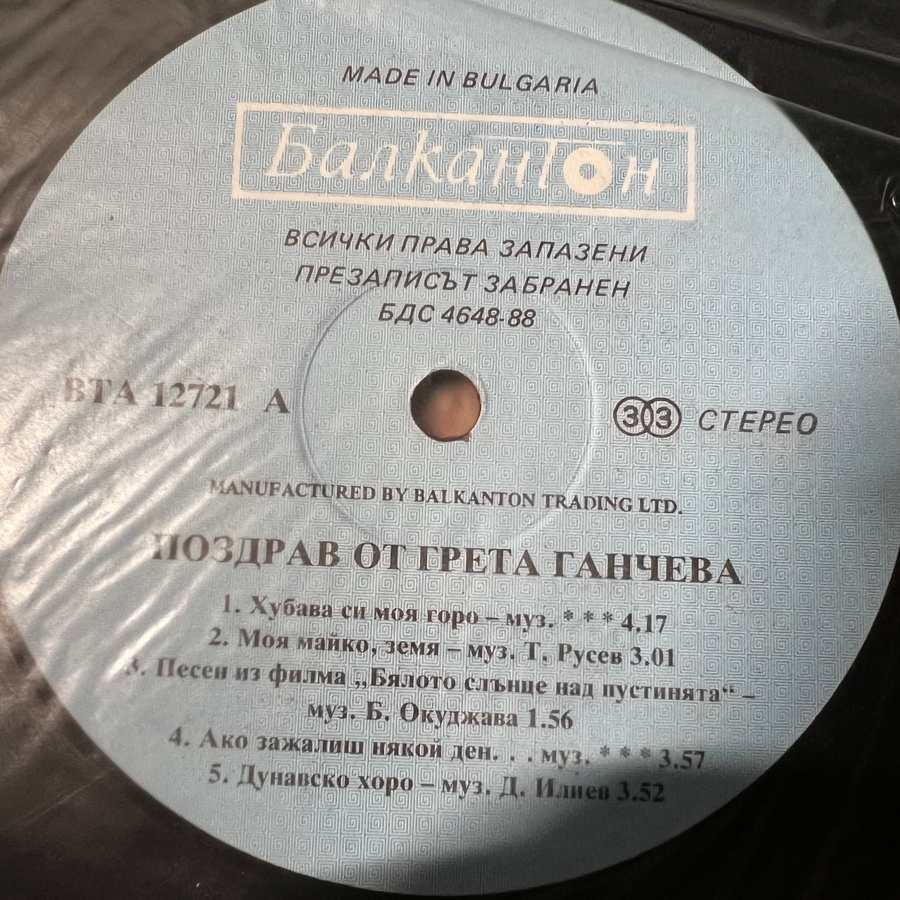 MADE IN BULGARIA
Балкантон
ВСИЧКИ ПРАВА ЗАПАЗЕНИ
ПРЕЗАПИСЪТ ЗАБРАНЕН
БДС 4648-88
ВТА 12721 А
33 СТЕРЕО
MANUFACTURED BY BALKANTON TRADING LTD.
ПОЗДРАВ ОТ ГРЕТА ГАНЧЕВА
1. Хубава си моя горо – муз. * * * 4.17
2. Моя майко, земя – муз. Т. Русев 3.01
3. Песен из филма „Бялото слънце над пустинята“ –
муз. Б. Окуджава 1.56
4. Ако зажалиш някой ден. . . муз. * * * 3.57
5. Дунавско хоро – муз. Д. Илиев 3.52